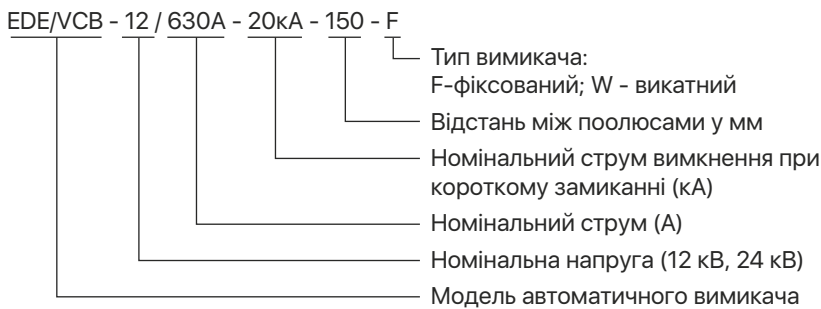 EDE/VCB - 12 / 630А - 20кА - 150 - F
Тип вимикача:
F-фіксований; W - викатний
Відстань між поолюсами у мм
Номінальний струм вимкнення при
короткому замиканні (кА)
Номінальний струм (А)
Номінальна напруга (12 кВ, 24 кВ)
Модель автоматичного вимикача